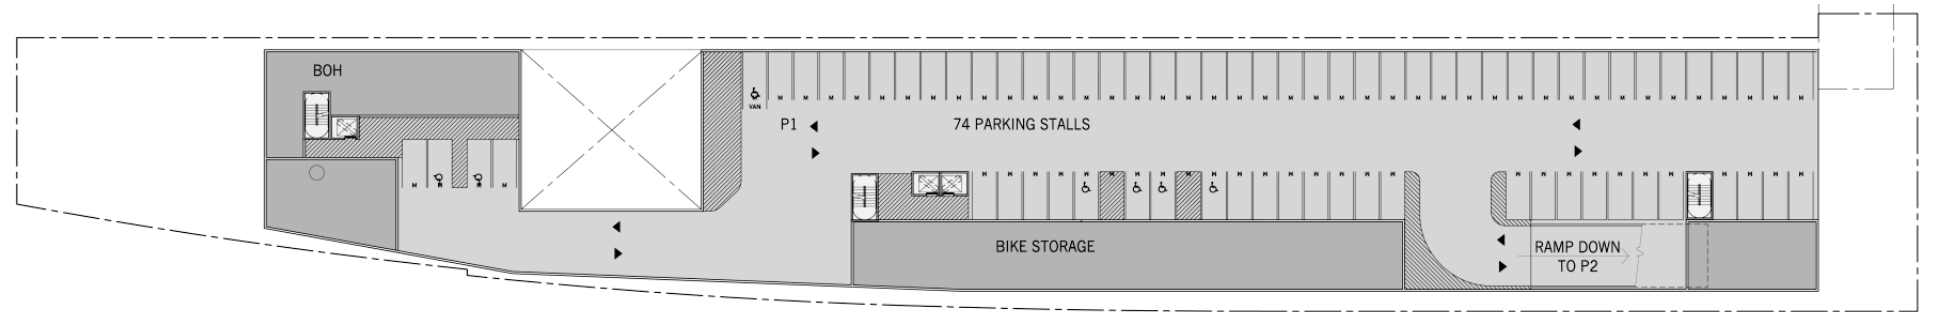 BOH
VAN
P1
74 PARKING STALLS
BIKE STORAGE
RAMP DOWN
TO P2